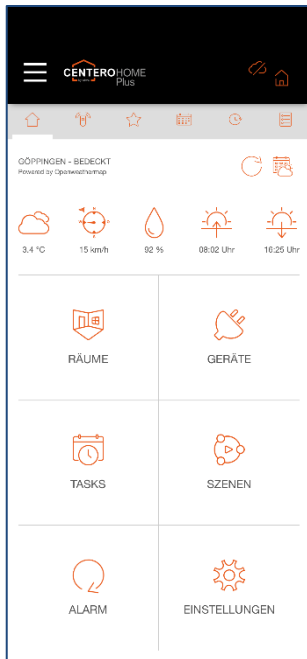 CENTEROHOME
Plus
GÖPPINGEN - BEDECKT
Powered by Openweathermap
3.4 °C 15 km/h 92 % 08:02 Uhr 16:25 Uhr
RÄUME GERÄTE
TASKS SZENEN
ALARM EINSTELLUNGEN